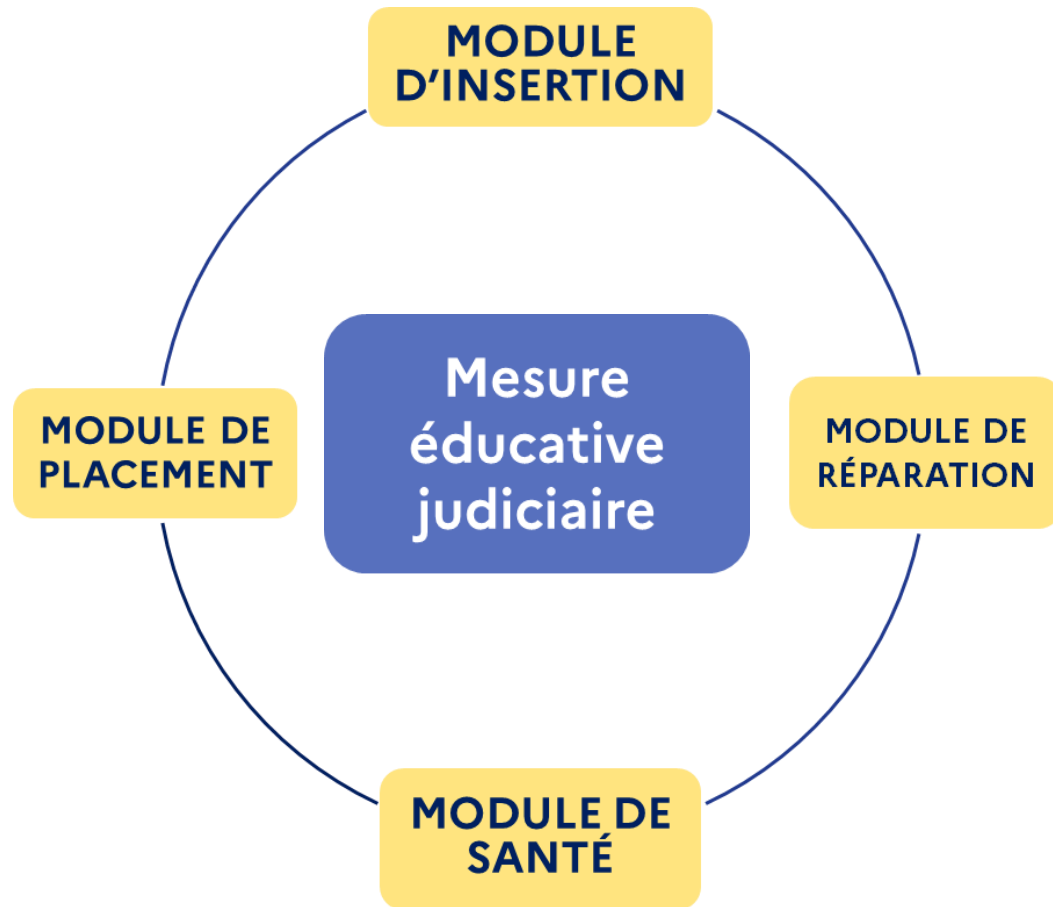 MODULE
D'INSERTION
Mesure
éducative
judiciaire
MODULE DE
PLACEMENT
MODULE DE
RÉPARATION
MODULE DE
SANTÉ